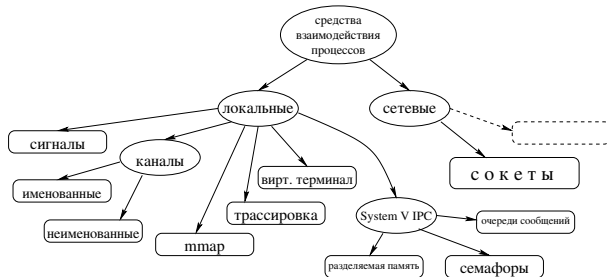 средства
взаимодействия
процессов
локальные
сетевые
сигналы
каналы
сокеты
вирт. терминал
именованные
трассировка
System V IPC
очереди сообщений
неименованные
mmap
разделяемая память
семафоры